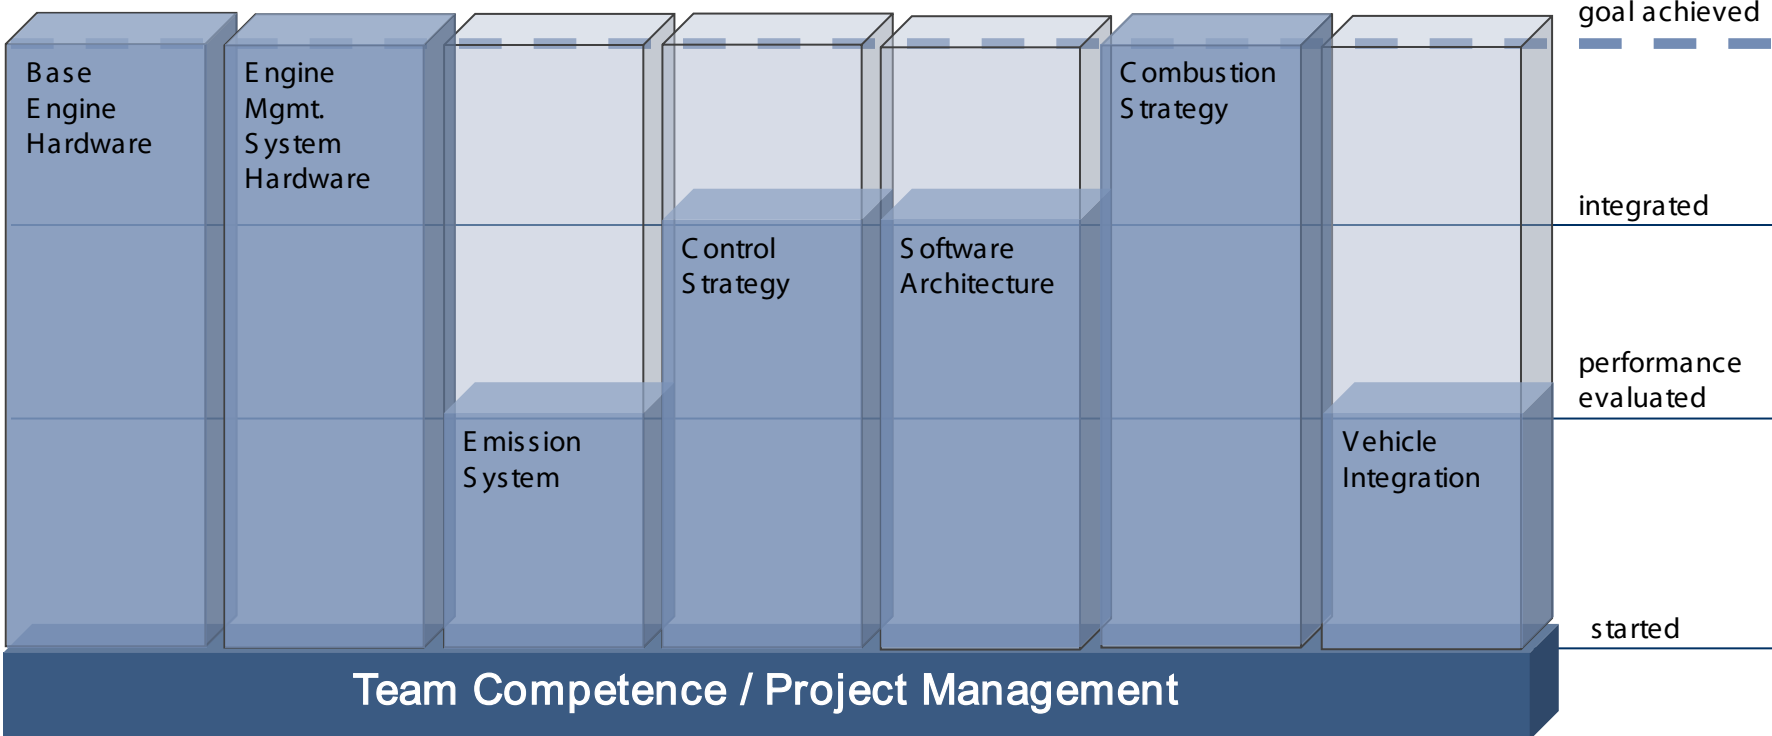 Base
Engine
Hardware
Engine
Mgmt.
System
Hardware
Emission
System
Control
Strategy
Software
Architecture
Combustion
Strategy
Vehicle
Integration
goal achieved
integrated
performance
evaluated
started
Team Competence / Project Management